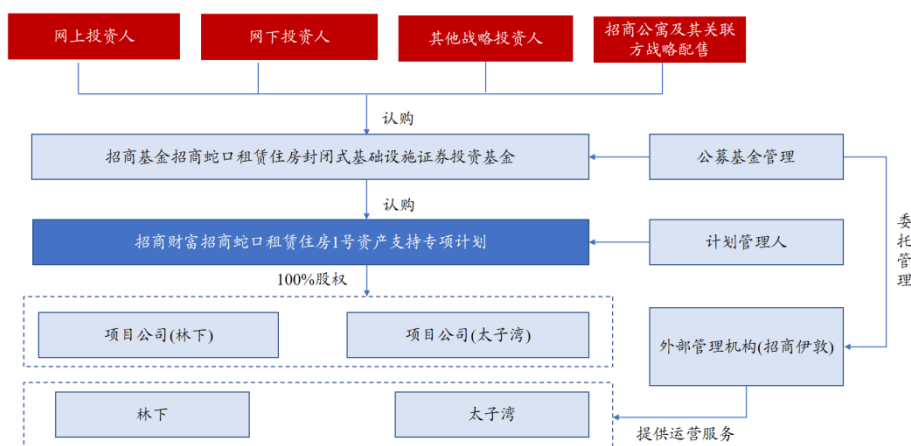 网上投资人
网下投资人
其他战略投资人
招商公寓及其关联
方战略配售
认购
招商基金招商蛇口租赁住房封闭式基础设施证券投资基金
公募基金管理
认购
招商财富招商蛇口租赁住房1号资产支持专项计划
计划管理人
委托管理
100%股权
项目公司(林下)
项目公司(太子湾)
外部管理机构(招商伊敦)
林下
太子湾
提供运营服务